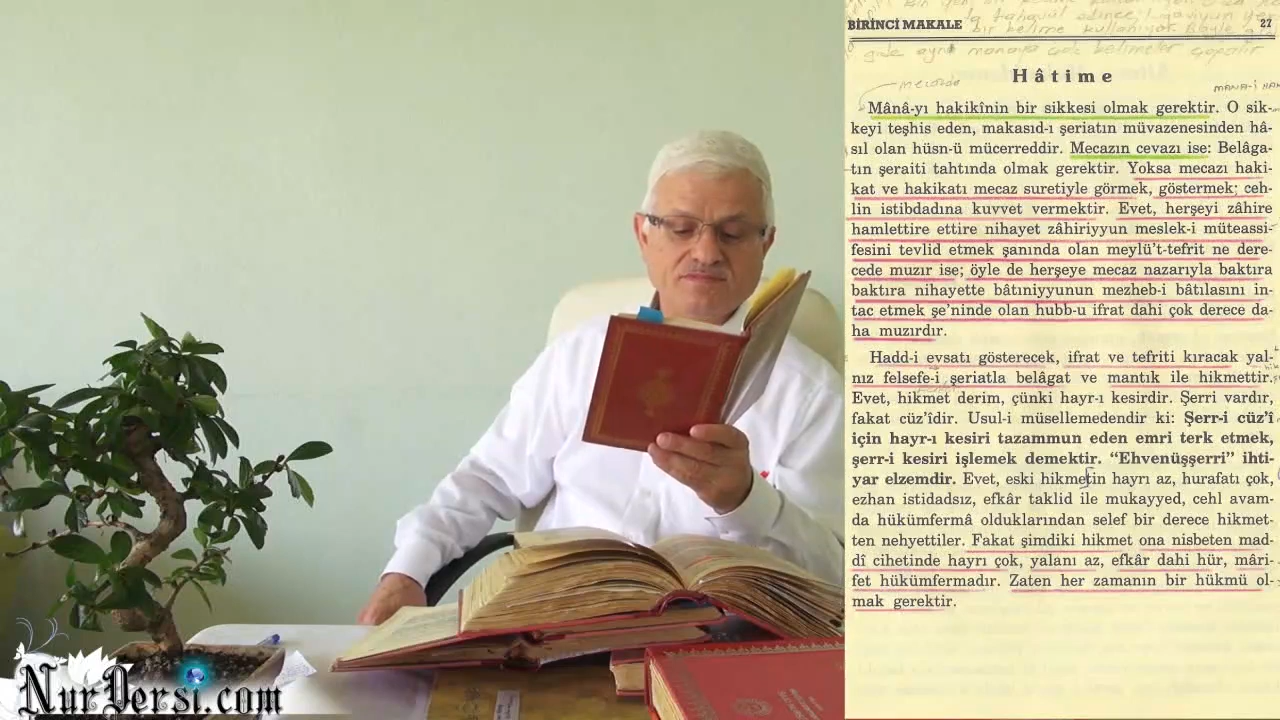 BİRİNCİ MAKALE 27
Hâtime
Mânâ-yı hakikînin bir sikkesi olmak gerektir. O sik-
keyi teşhis eden, makasıd-ı şeriatın müvazenesinden hâ-
sıl olan hüsn-ü mücerreddir. Mecazın cevazı ise: Belâga-
tın şeraiti tahtında olmak gerektir. Yoksa mecazı haki-
kat ve hakikatı mecaz suretiyle görmek, göstermek; ceh-
lin istibdadına kuvvet vermektir. Evet, herşeyi zâhire
hamlettire ettire nihayet zâhiriyyun meslek-i müteassi-
fesini tevlid etmek şanında olan meylü't-tefrit ne dere-
cede muzır ise; öyle de herşeye mecaz nazarıyla baktıra
baktıra nihayette bâtıniyyunun mezheb-i bâtılasını in-
tac etmek şe'ninde olan hubb-u ifrat dahi çok derece da-
ha muzırdır.
Hadd-i evsatı gösterecek, ifrat ve tefriti kıracak yal-
nız felsefe-i şeriatla belâgat ve mantık ile hikmettir.
Evet, hikmet derim, çünki hayr-ı kesirdir. Şerri vardır,
fakat cüz'îdir. Usul-i müsellemedendir ki: Şerr-i cüz'î
için hayr-ı kesiri tazammun eden emri terk etmek,
şerr-i kesiri işlemek demektir. "Ehvenüşşerri" ihti-
yar elzemdir. Evet, eski hikmetin hayrı az, hurafatı çok,
ezhan istidadsız, efkâr taklid ile mukayyed, cehl avam-
da hükümfermâ olduklarından selef bir derece hikmet-
ten nehyettiler. Fakat şimdiki hikmet ona nisbeten mad-
dî cihetinde hayrı çok, yalanı az, efkâr dahi hür, mâri-
fet hükümfermadır. Zaten her zamanın bir hükmü ol-
mak gerektir.
NurDersi.com